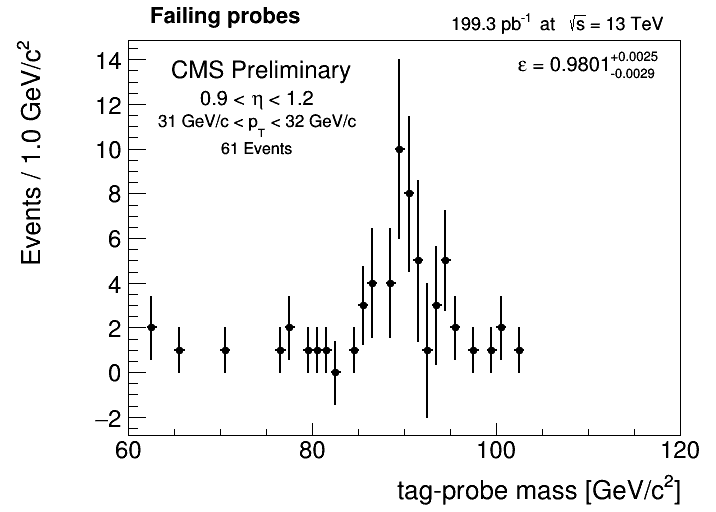 Failing probes
199.3 pb⁻¹ at √s = 13 TeV
CMS Preliminary
0.9 < η < 1.2
31 GeV/c < p_T < 32 GeV/c
61 Events
ε = 0.9801 +0.0025 -0.0029
Events / 1.0 GeV/c²
14
12
10
8
6
4
2
0
−2
60 80 100 120
tag-probe mass [GeV/c²]